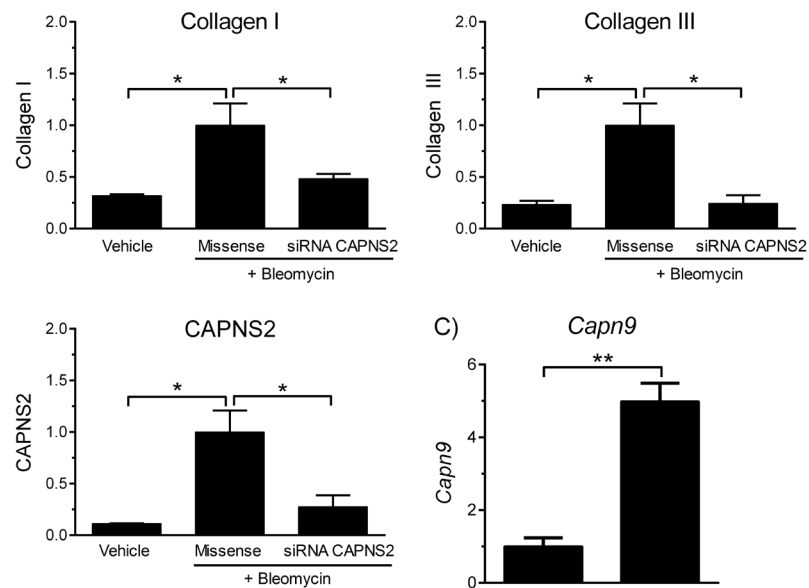 Collagen I
2.0
1.5
1.0
0.5
0.0
Collagen I
*
*
Vehicle
Missense
siRNA CAPNS2
+ Bleomycin
Collagen III
2.0
1.5
1.0
0.5
0.0
Collagen III
*
*
Vehicle
Missense
siRNA CAPNS2
+ Bleomycin
CAPNS2
2.0
1.5
1.0
0.5
0.0
CAPNS2
*
*
Vehicle
Missense
siRNA CAPNS2
+ Bleomycin
C)
Capn9
6
4
2
0
Capn9
**